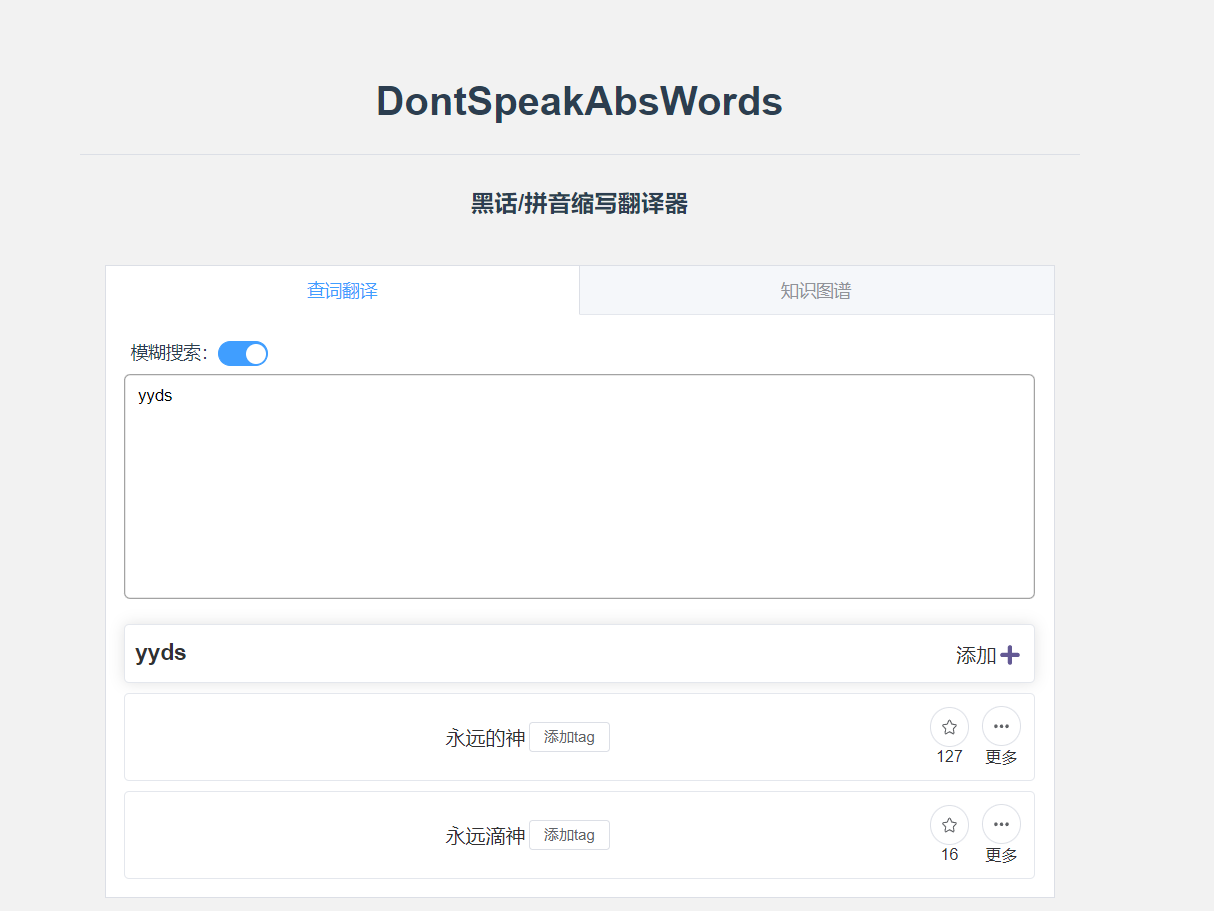 DontSpeakAbsWords
黑话/拼音缩写翻译器
查词翻译 知识图谱
模糊搜索：
yyds
yyds 添加
永远的神 添加tag
127 更多
永远滴神 添加tag
16 更多